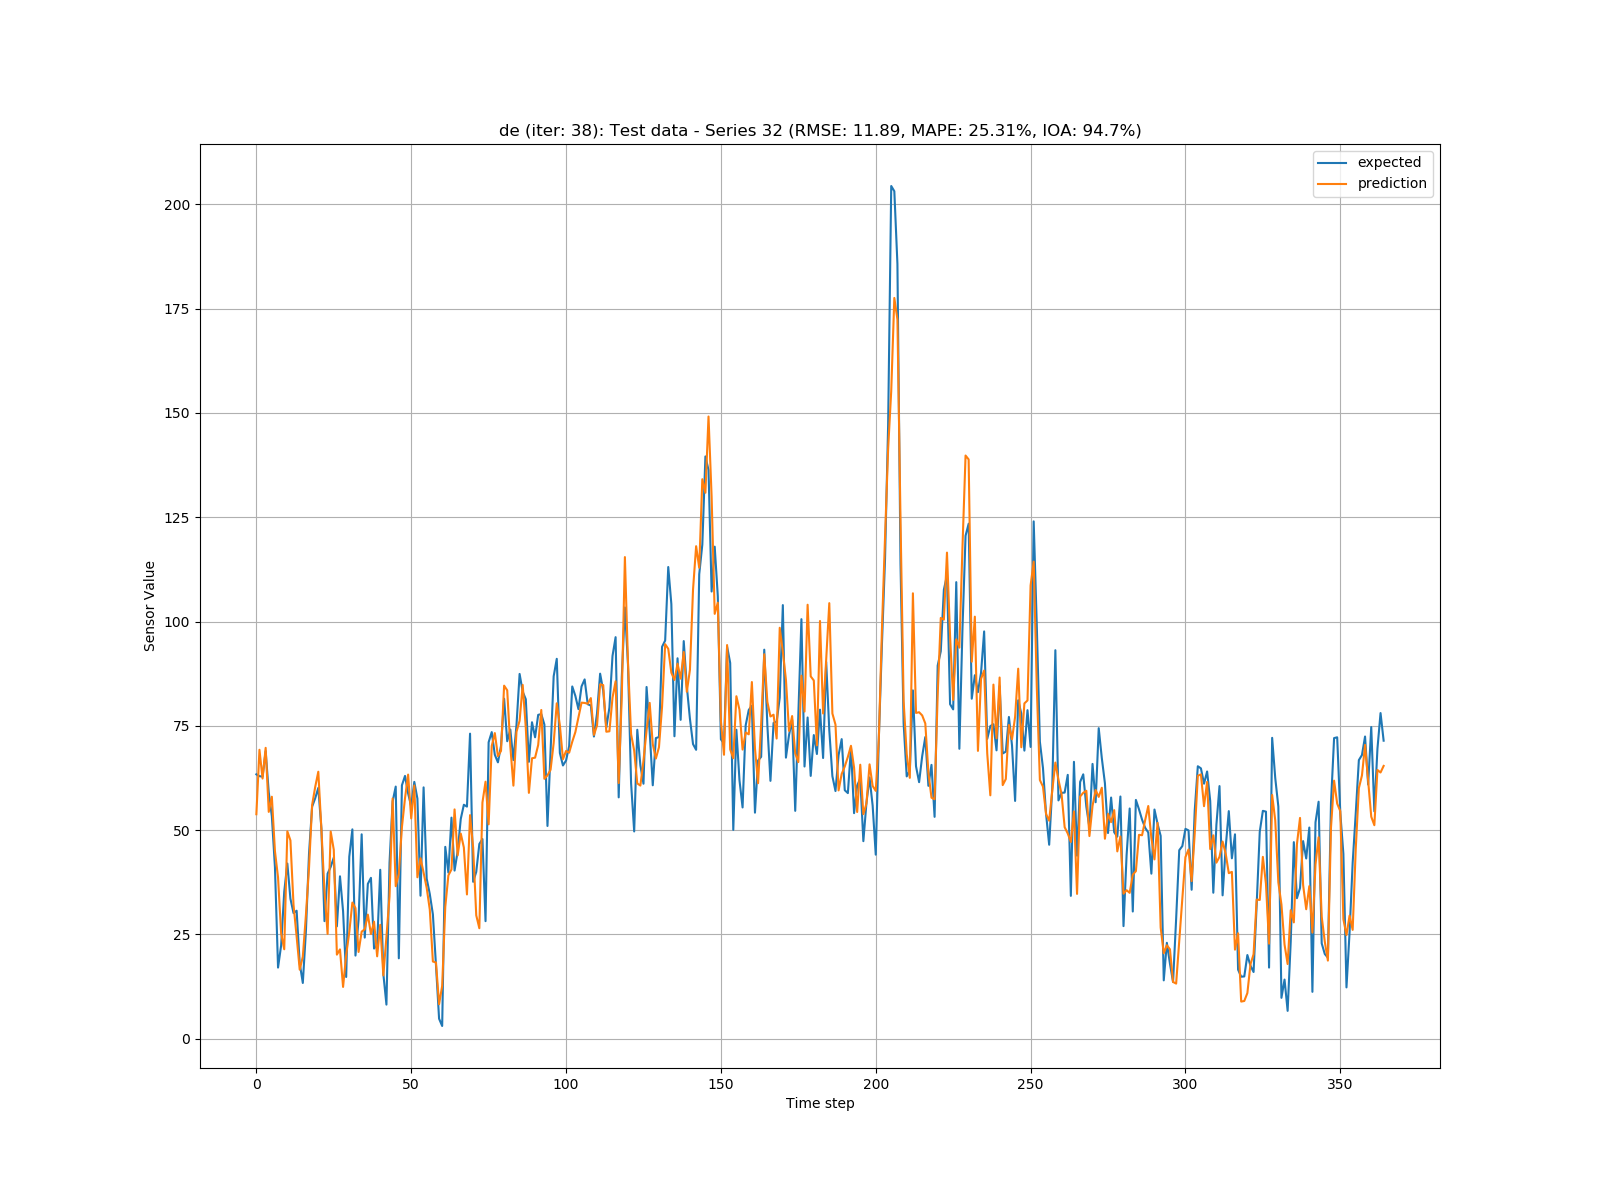 de (iter: 38): Test data - Series 32 (RMSE: 11.89, MAPE: 25.31%, IOA: 94.7%)
expected
prediction
200
175
150
125
100
75
50
25
0
Sensor Value
0 50 100 150 200 250 300 350
Time step